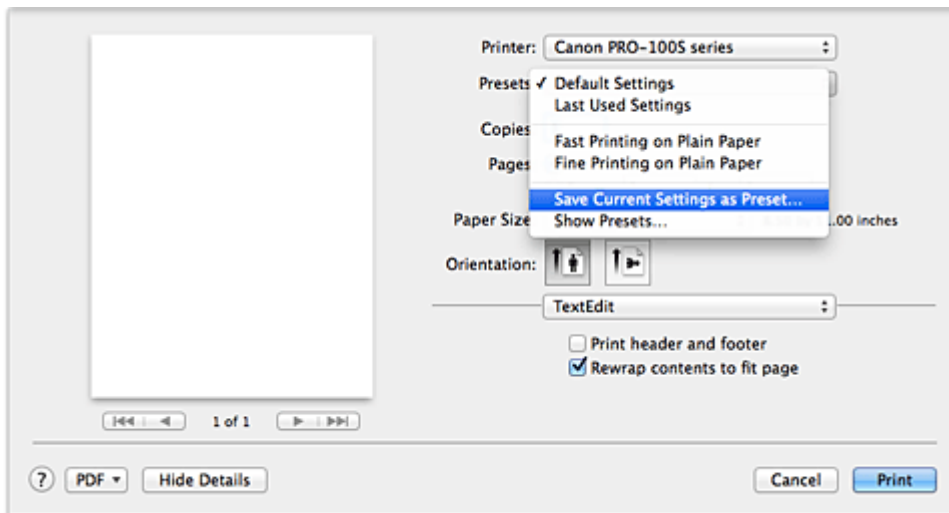 Printer: Canon PRO-100S series
Presets ✓ Default Settings
Last Used Settings
Copies
Fast Printing on Plain Paper
Pages Fine Printing on Plain Paper
Save Current Settings as Preset...
Paper Size Show Presets... .00 inches
Orientation:
TextEdit
Print header and footer
Rewrap contents to fit page
1 of 1
? PDF Hide Details Cancel Print